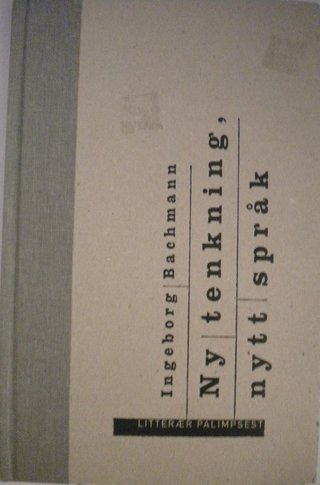 Ingeborg Bachmann
Ny tenkning,
nytt språk
LITTERÆR PALIMPSEST